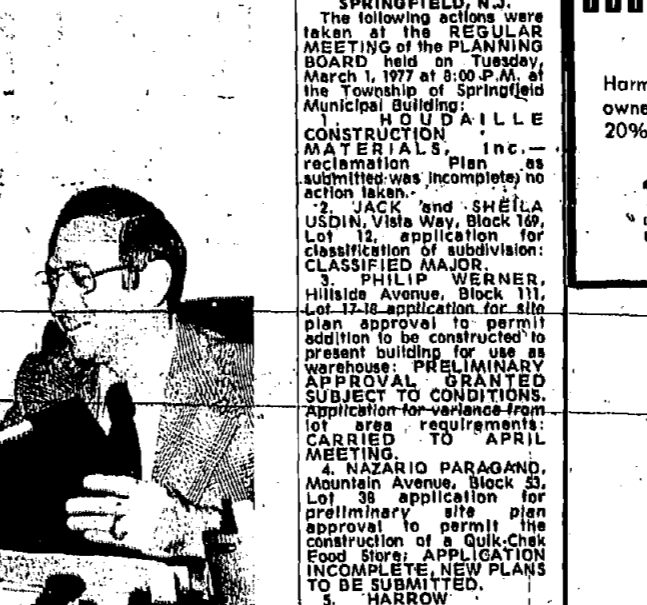 SPRINGFIELD, N.J.
The following actions were
taken at the REGULAR
MEETING of the PLANNING
BOARD held on Tuesday,
March 1, 1977 at 8:00 P.M. at
the Township of Springfield
Municipal Building:
1. HOUDAILLE
CONSTRUCTION
MATERIALS, Inc.—
reclamation Plan as
submitted was incomplete; no
action taken.
2. JACK and SHEILA
USDIN, Vista Way, Block 169,
Lot 12, application for
classification of subdivision:
CLASSIFIED MAJOR.
3. PHILIP WERNER,
Hillside Avenue, Block 111,
Lot 17-18 application for site
plan approval to permit
addition to be constructed to
present building for use as
warehouse: PRELIMINARY
APPROVAL GRANTED
SUBJECT TO CONDITIONS.
Application for variance from
lot area requirements:
CARRIED TO APRIL
MEETING.
4. NAZARIO PARAGANO,
Mountain Avenue, Block 53,
Lot 38 application for
preliminary site plan
approval to permit the
construction of a Quik-Chek
Food Store; APPLICATION
INCOMPLETE, NEW PLANS
TO BE SUBMITTED.
5. HARROW
Harm
owne
20%